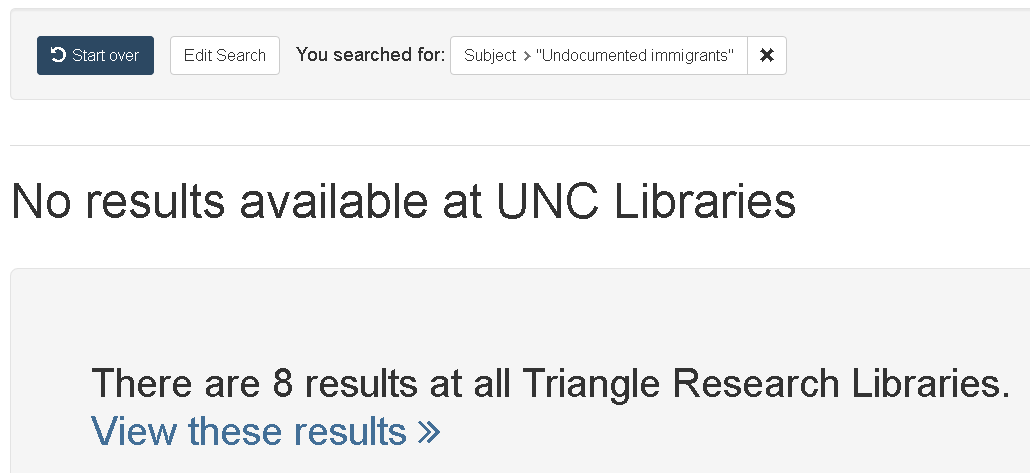 Start over Edit Search You searched for: Subject > "Undocumented immigrants" ✖
No results available at UNC Libraries
There are 8 results at all Triangle Research Libraries.
View these results »